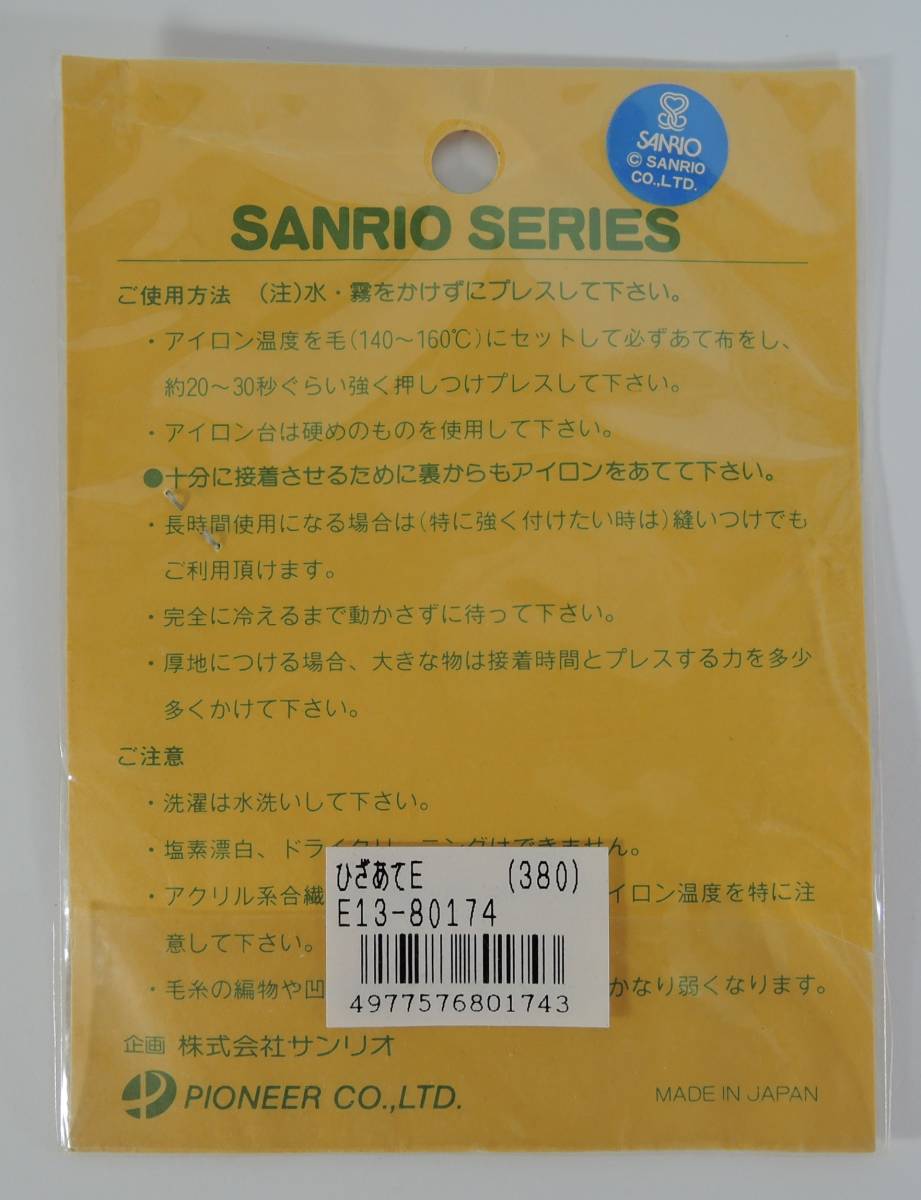 SANRIO
© SANRIO
CO.,LTD.
SANRIO SERIES
ご使用方法 (注)水・霧をかけずにプレスして下さい。
・アイロン温度を毛(140〜160℃)にセットして必ずあて布をし、
約20〜30秒ぐらい強く押しつけプレスして下さい。
・アイロン台は硬めのものを使用して下さい。
●十分に接着させるために裏からもアイロンをあてて下さい。
・長時間使用になる場合は(特に強く付けたい時は)縫いつけでも
ご利用頂けます。
・完全に冷えるまで動かさずに待って下さい。
・厚地につける場合、大きな物は接着時間とプレスする力を多少
多くかけて下さい。
ご注意
・洗濯は水洗いして下さい。
・塩素漂白、ドライクリーニングはできません。
・アクリル系合繊 イロン温度を特に注
意して下さい。
・毛糸の編物や凹 かなり弱くなります。
ひざあてE (380)
E13-80174
4977576801743
企画 株式会社サンリオ
PIONEER CO.,LTD.
MADE IN JAPAN